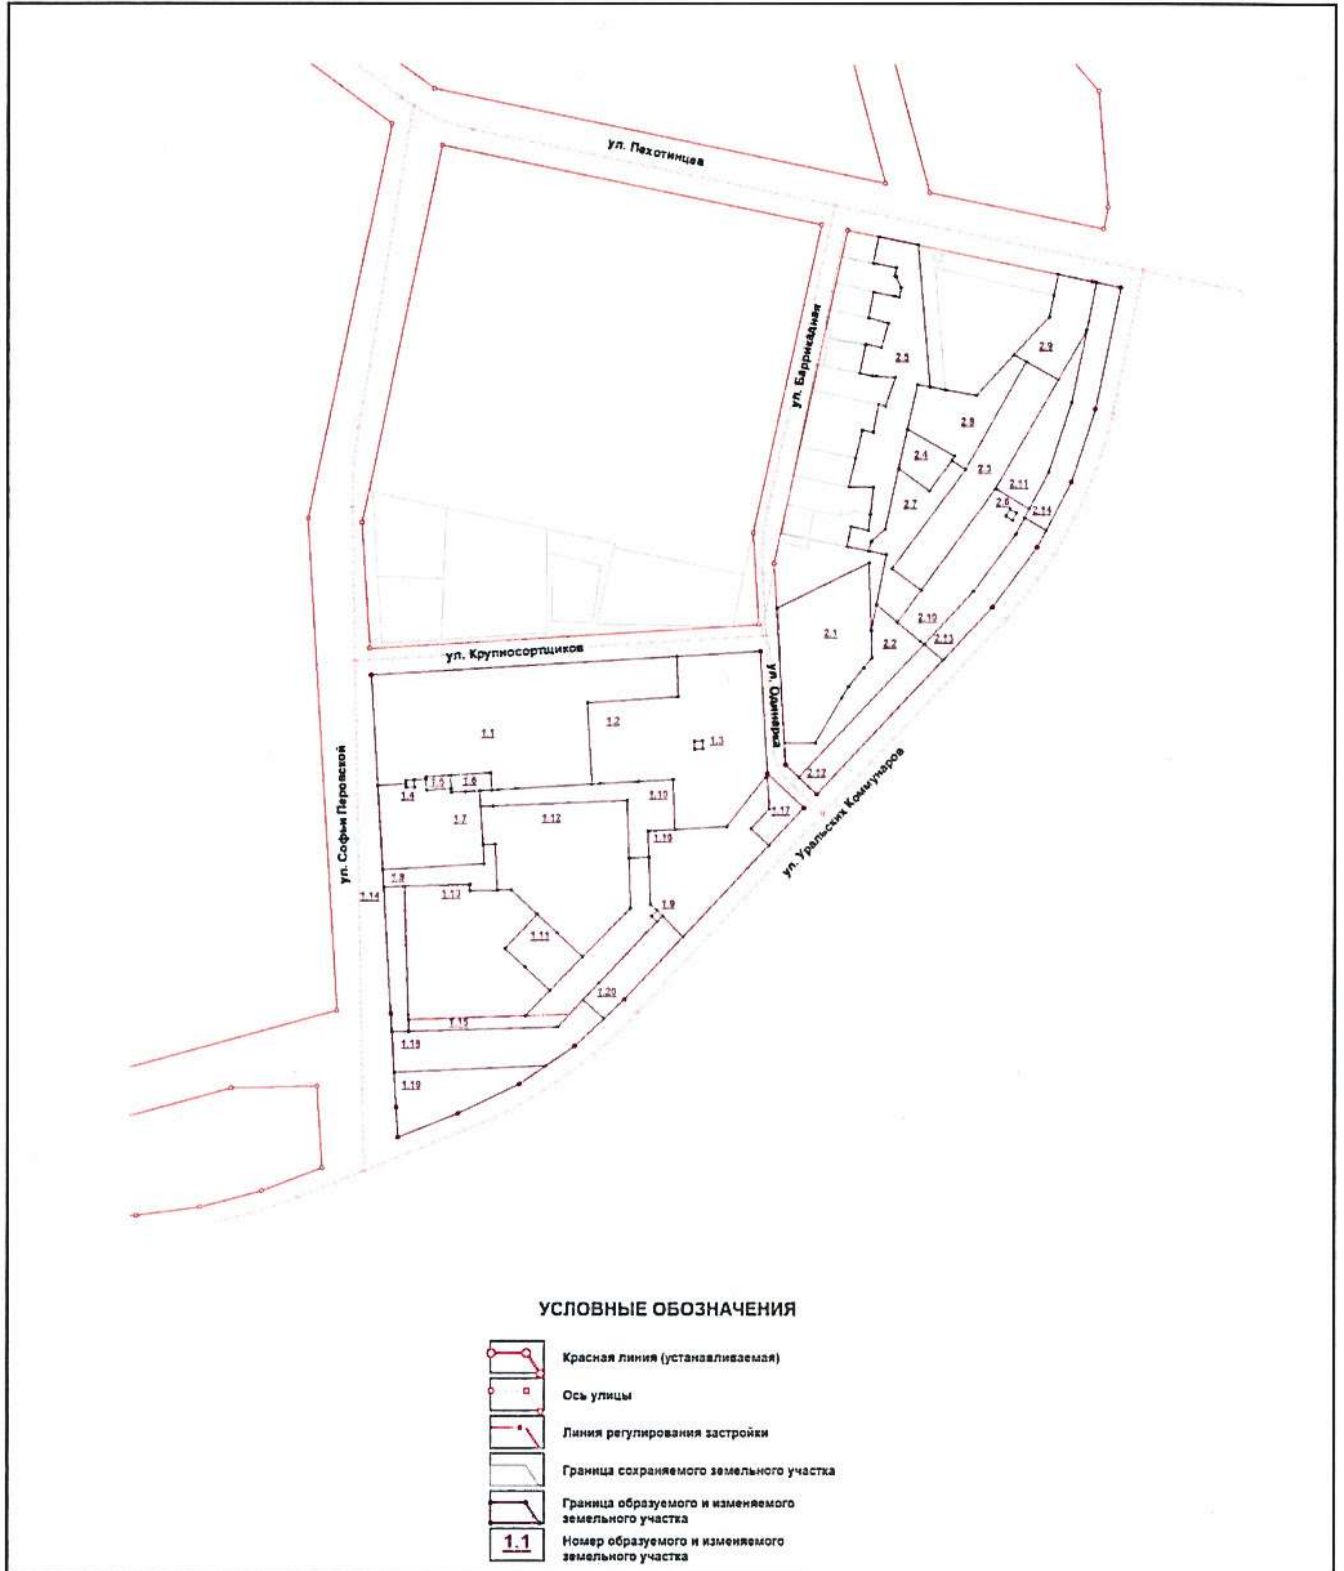 ул. Пехотинцев
ул. Баррикадная
2.9
2.5
2.8
2.4
2.3
2.11
2.6
2.14
2.7
2.10
2.13
2.1
2.2
ул. Крупносортщиков
ул. Одинарка
1.2
1.1
1.3
2.12
1.4
1.5
1.6
1.10
1.7
1.12
1.17
ул. Уральских Коммунаров
ул. Софьи Перовской
1.16
1.8
1.13
1.14
1.9
1.11
1.20
1.15
1.18
1.19
УСЛОВНЫЕ ОБОЗНАЧЕНИЯ
Красная линия (устанавливаемая)
Ось улицы
Линия регулирования застройки
Граница сохраняемого земельного участка
Граница образуемого и изменяемого
земельного участка
1.1
Номер образуемого и изменяемого
земельного участка